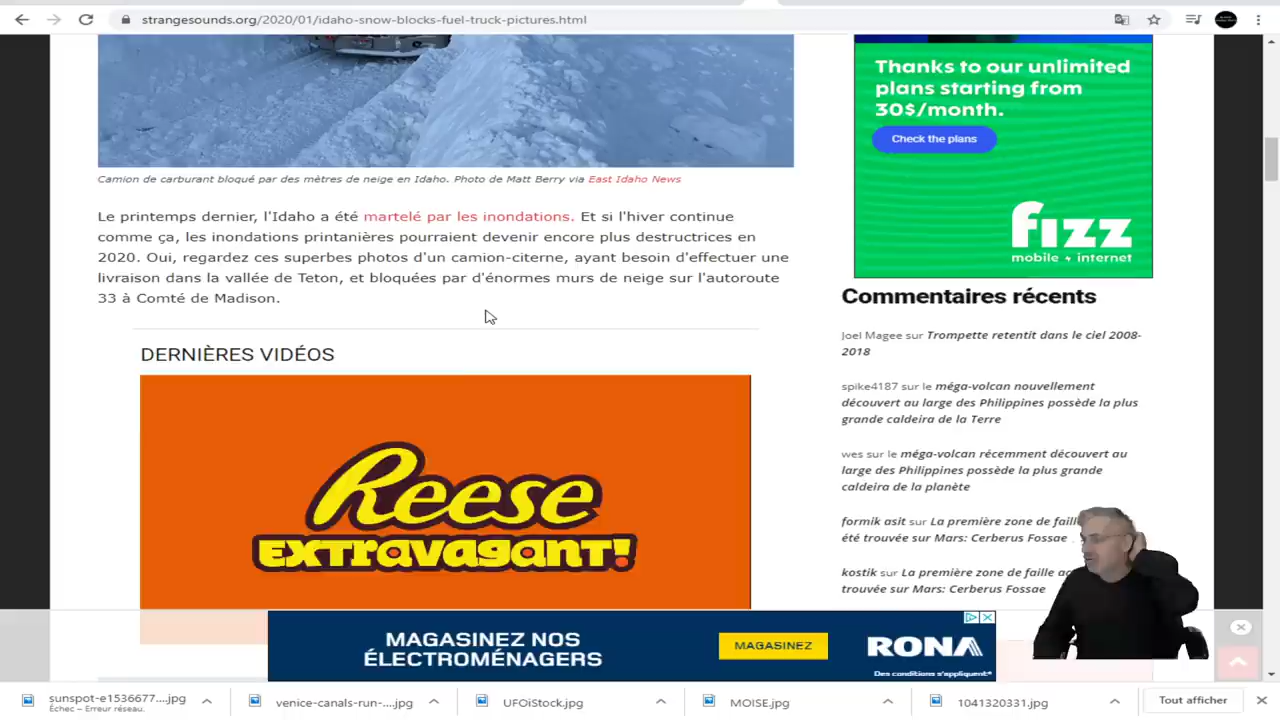 strangesounds.org/2020/01/idaho-snow-blocks-fuel-truck-pictures.html
Camion de carburant bloqué par des mètres de neige en Idaho. Photo de Matt Berry via East Idaho News
Le printemps dernier, l'Idaho a été martelé par les inondations. Et si l'hiver continue
comme ça, les inondations printanières pourraient devenir encore plus destructrices en
2020. Oui, regardez ces superbes photos d'un camion-citerne, ayant besoin d'effectuer une
livraison dans la vallée de Teton, et bloquées par d'énormes murs de neige sur l'autoroute
33 à Comté de Madison.
DERNIÈRES VIDÉOS
Reese
EXTRAVAGANT!
Thanks to our unlimited
plans starting from
30$/month.
Check the plans
fizz
mobile + internet
Commentaires récents
Joel Magee sur Trompette retentit dans le ciel 2008-
2018
spike4187 sur le méga-volcan nouvellement
découvert au large des Philippines possède la plus
grande caldeira de la Terre
wes sur le méga-volcan récemment découvert au
large des Philippines possède la plus grande
caldeira de la planète
formik asit sur La première zone de faill
été trouvée sur Mars: Cerberus Fossae
kostik sur La première zone de faille ac
trouvée sur Mars: Cerberus Fossae
MAGASINEZ NOS
ÉLECTROMÉNAGERS
MAGASINEZ
RONA
Des conditions s'appliquent*
sunspot-e1536677....jpg
Échec – Erreur réseau.
venice-canals-run-....jpg
UFOiStock.jpg
MOISE.jpg
1041320331.jpg
Tout afficher